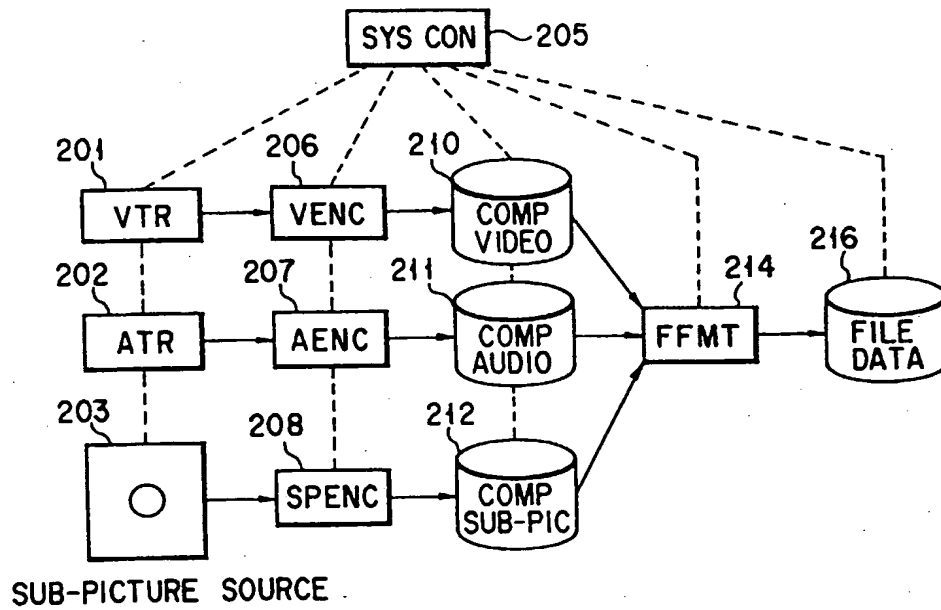 SYS CON
205
201
206
210
VTR
VENC
COMP
VIDEO
202
207
211
214
216
ATR
AENC
COMP
AUDIO
FFMT
FILE
DATA
203
208
212
SPENC
COMP
SUB-PIC
SUB-PICTURE SOURCE